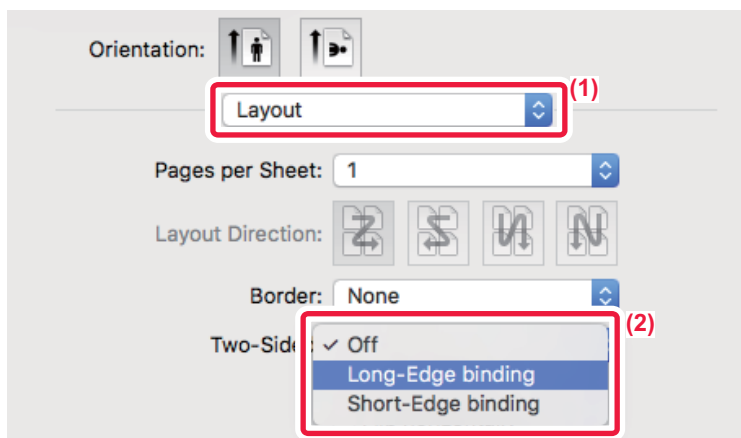 Orientation:
(1)
Layout
Pages per Sheet: 1
Layout Direction:
Border: None
(2)
Two-Side : ✓ Off
Long-Edge binding
Short-Edge binding